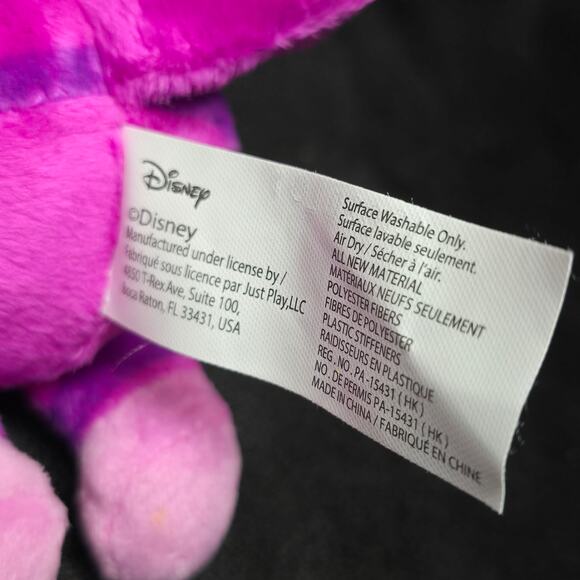 Disney
©Disney
Manufactured under license by /
Fabriqué sous licence par Just Play,LLC
4850 T-Rex Ave, Suite 100,
Boca Raton, FL 33431, USA
Surface Washable Only.
Surface lavable seulement.
Air Dry / Sécher à l'air.
ALL NEW MATERIAL
MATÉRIAUX NEUFS SEULEMENT
POLYESTER FIBERS
FIBRES DE POLYESTER
PLASTIC STIFFENERS
RAIDISSEURS EN PLASTIQUE
REG. NO. PA-15431 ( HK )
NO. DE PERMIS PA-15431 ( HK )
MADE IN CHINA / FABRIQUÉ EN CHINE